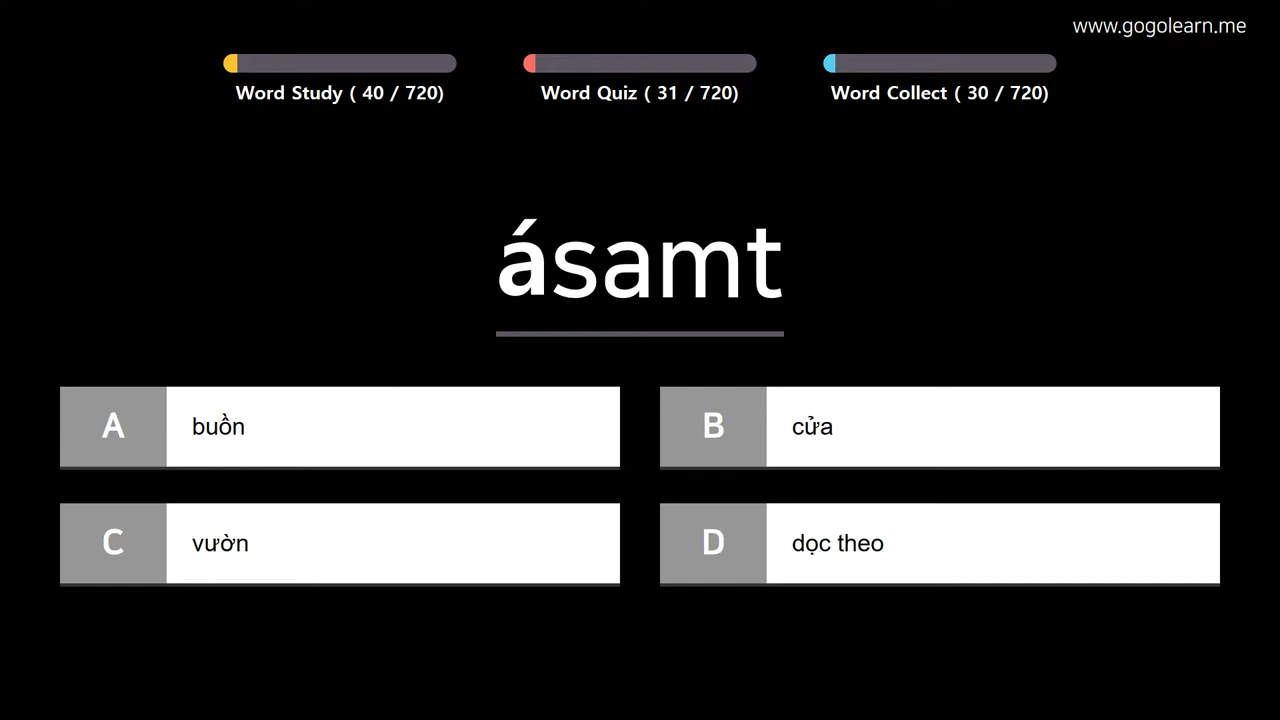 www.gogolearn.me
Word Study ( 40 / 720)
Word Quiz ( 31 / 720)
Word Collect ( 30 / 720)
ásamt
A buồn
B cửa
C vườn
D dọc theo